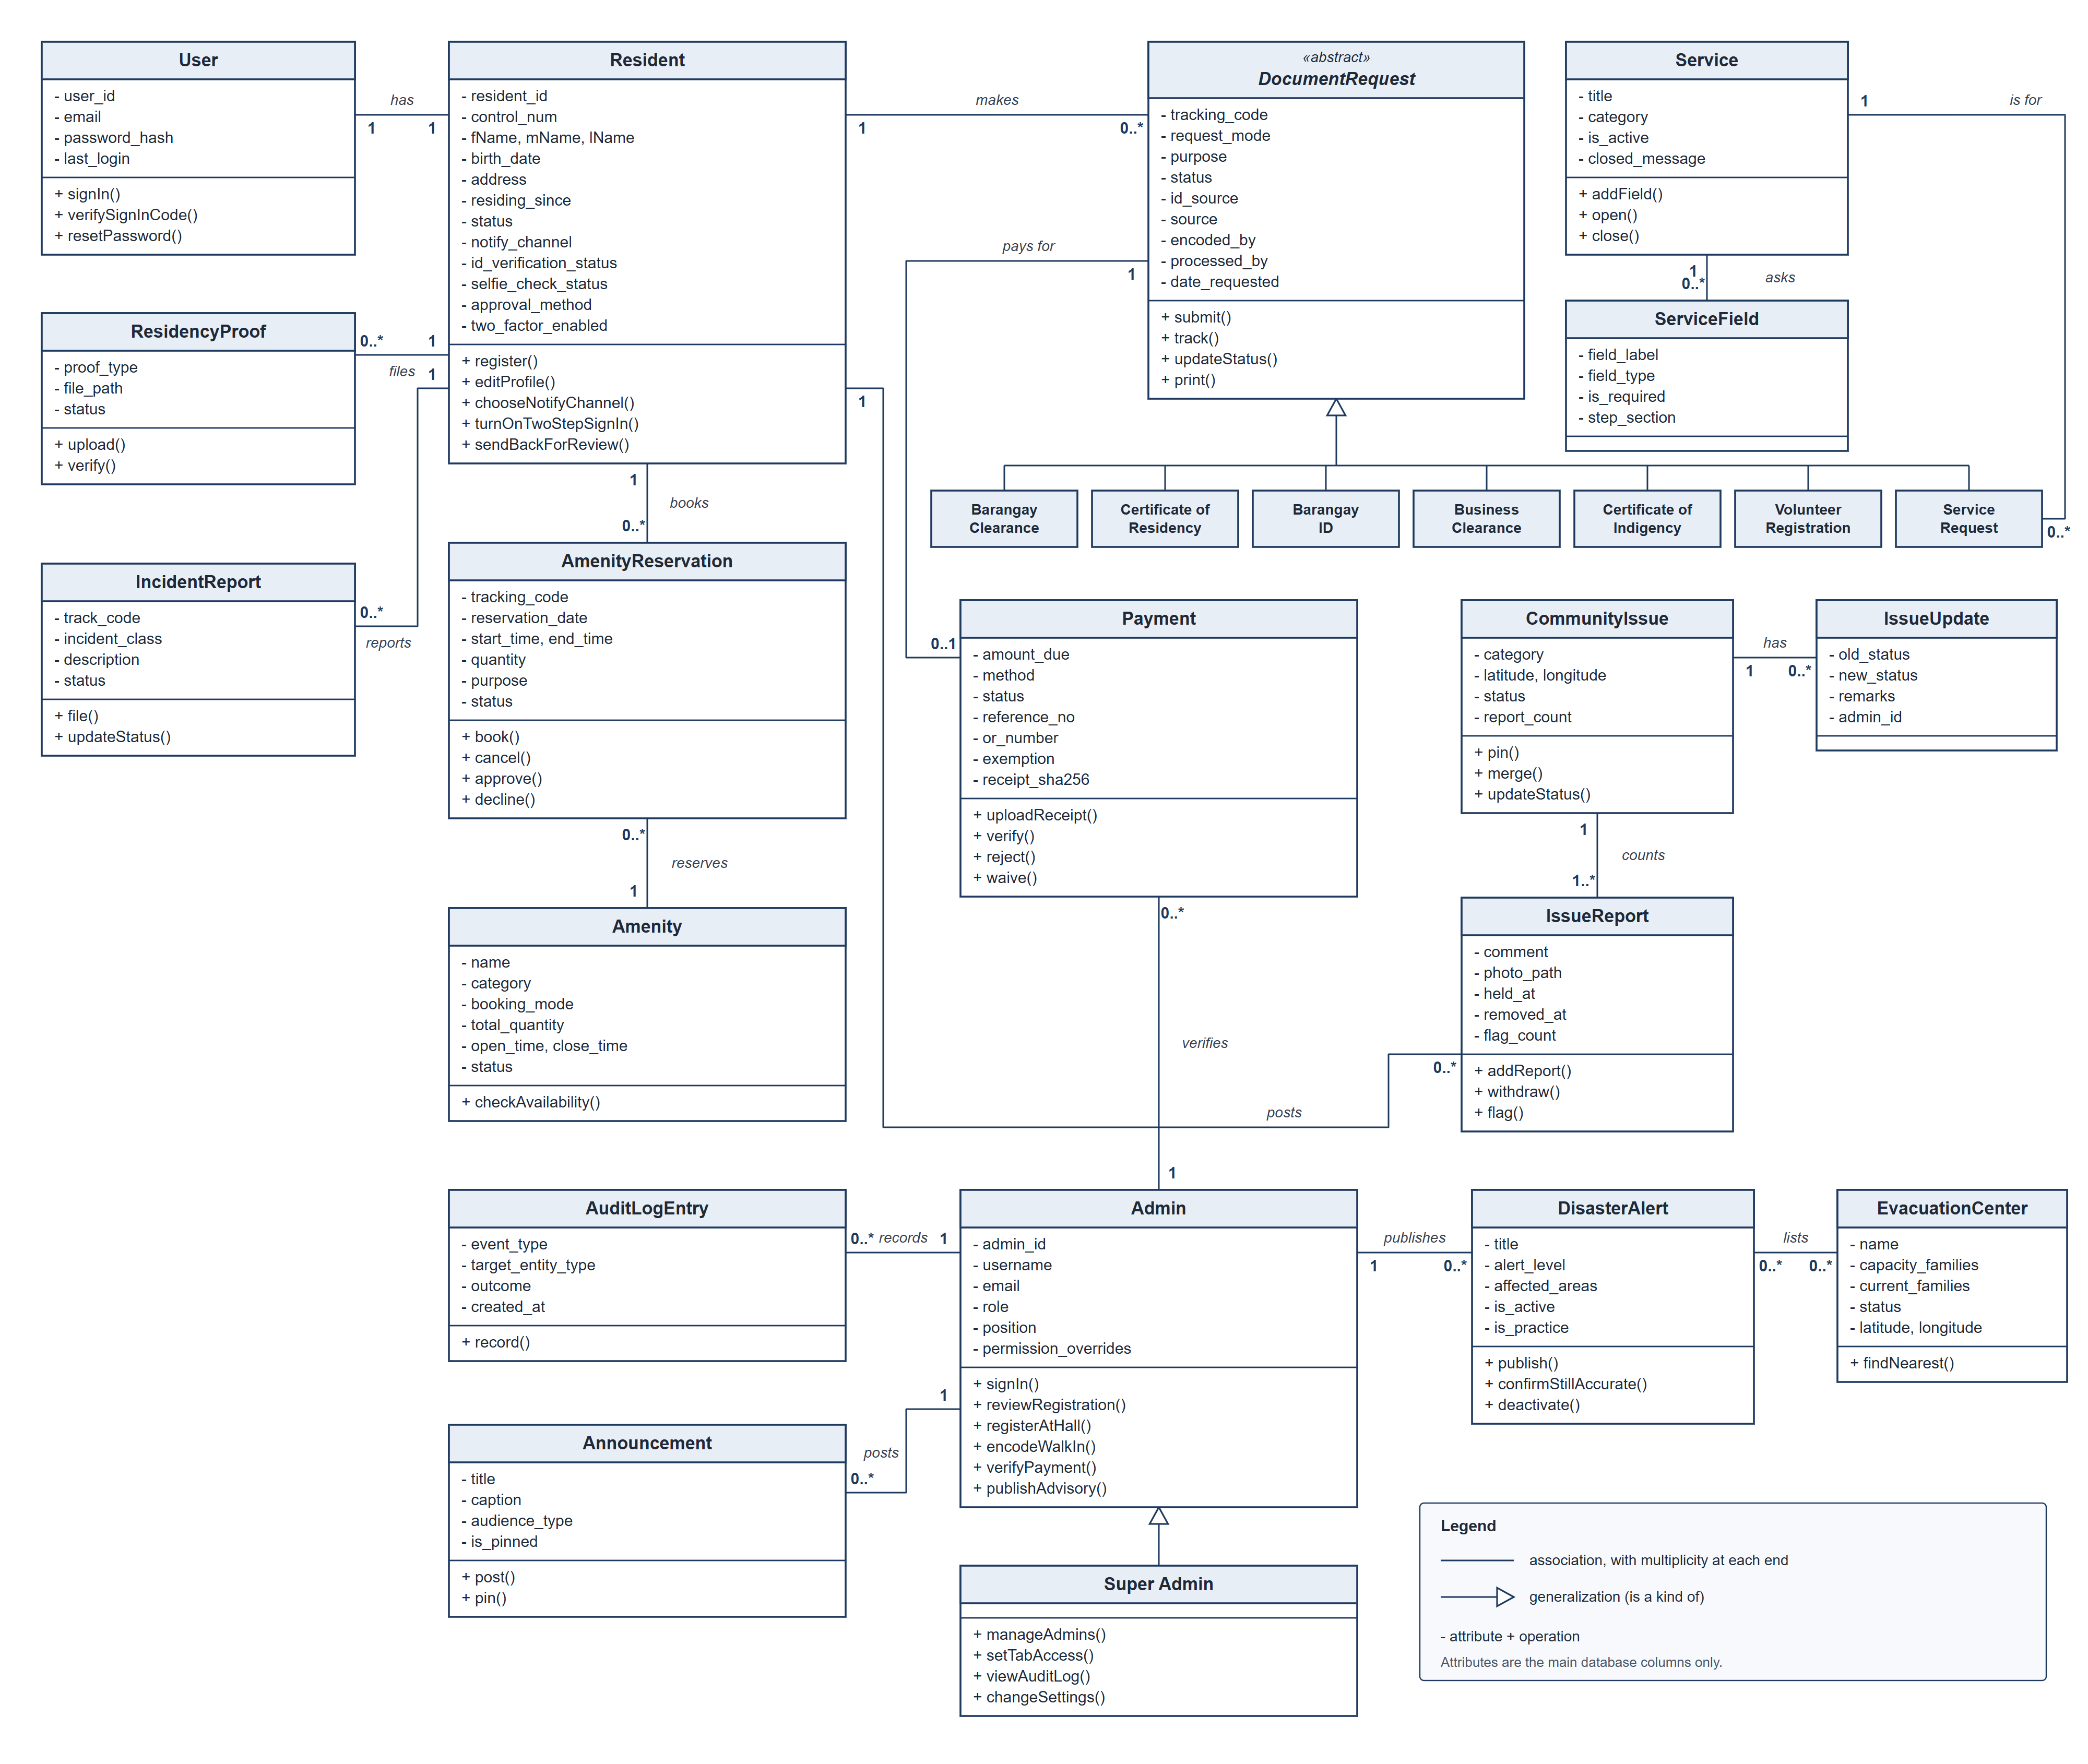 User
- user_id
- email
- password_hash
- last_login
+ signIn()
+ verifySignInCode()
+ resetPassword()
has
1
1
Resident
- resident_id
- control_num
- fName, mName, lName
- birth_date
- address
- residing_since
- status
- notify_channel
- id_verification_status
- selfie_check_status
- approval_method
- two_factor_enabled
+ register()
+ editProfile()
+ chooseNotifyChannel()
+ turnOnTwoStepSignIn()
+ sendBackForReview()
makes
1
0..*
«abstract»
DocumentRequest
- tracking_code
- request_mode
- purpose
- status
- id_source
- source
- encoded_by
- processed_by
- date_requested
+ submit()
+ track()
+ updateStatus()
+ print()
Service
- title
- category
- is_active
- closed_message
+ addField()
+ open()
+ close()
1
is for
0..*
1
0..*
asks
ServiceField
- field_label
- field_type
- is_required
- step_section
pays for
1
0..1
ResidencyProof
- proof_type
- file_path
- status
+ upload()
+ verify()
0..*
1
files
1
0..*
reports
IncidentReport
- track_code
- incident_class
- description
- status
+ file()
+ updateStatus()
1
books
0..*
Barangay
Clearance
Certificate of
Residency
Barangay
ID
Business
Clearance
Certificate of
Indigency
Volunteer
Registration
Service
Request
AmenityReservation
- tracking_code
- reservation_date
- start_time, end_time
- quantity
- purpose
- status
+ book()
+ cancel()
+ approve()
+ decline()
0..*
reserves
1
Amenity
- name
- category
- booking_mode
- total_quantity
- open_time, close_time
- status
+ checkAvailability()
Payment
- amount_due
- method
- status
- reference_no
- or_number
- exemption
- receipt_sha256
+ uploadReceipt()
+ verify()
+ reject()
+ waive()
0..*
verifies
1
CommunityIssue
- category
- latitude, longitude
- status
- report_count
+ pin()
+ merge()
+ updateStatus()
has
1
0..*
IssueUpdate
- old_status
- new_status
- remarks
- admin_id
1
counts
1..*
IssueReport
- comment
- photo_path
- held_at
- removed_at
- flag_count
+ addReport()
+ withdraw()
+ flag()
1
posts
0..*
AuditLogEntry
- event_type
- target_entity_type
- outcome
- created_at
+ record()
0..*
records
1
Admin
- admin_id
- username
- email
- role
- position
- permission_overrides
+ signIn()
+ reviewRegistration()
+ registerAtHall()
+ encodeWalkIn()
+ verifyPayment()
+ publishAdvisory()
publishes
1
0..*
DisasterAlert
- title
- alert_level
- affected_areas
- is_active
- is_practice
+ publish()
+ confirmStillAccurate()
+ deactivate()
lists
0..*
0..*
EvacuationCenter
- name
- capacity_families
- current_families
- status
- latitude, longitude
+ findNearest()
1
posts
0..*
Announcement
- title
- caption
- audience_type
- is_pinned
+ post()
+ pin()
Super Admin
+ manageAdmins()
+ setTabAccess()
+ viewAuditLog()
+ changeSettings()
Legend
association, with multiplicity at each end
generalization (is a kind of)
- attribute + operation
Attributes are the main database columns only.